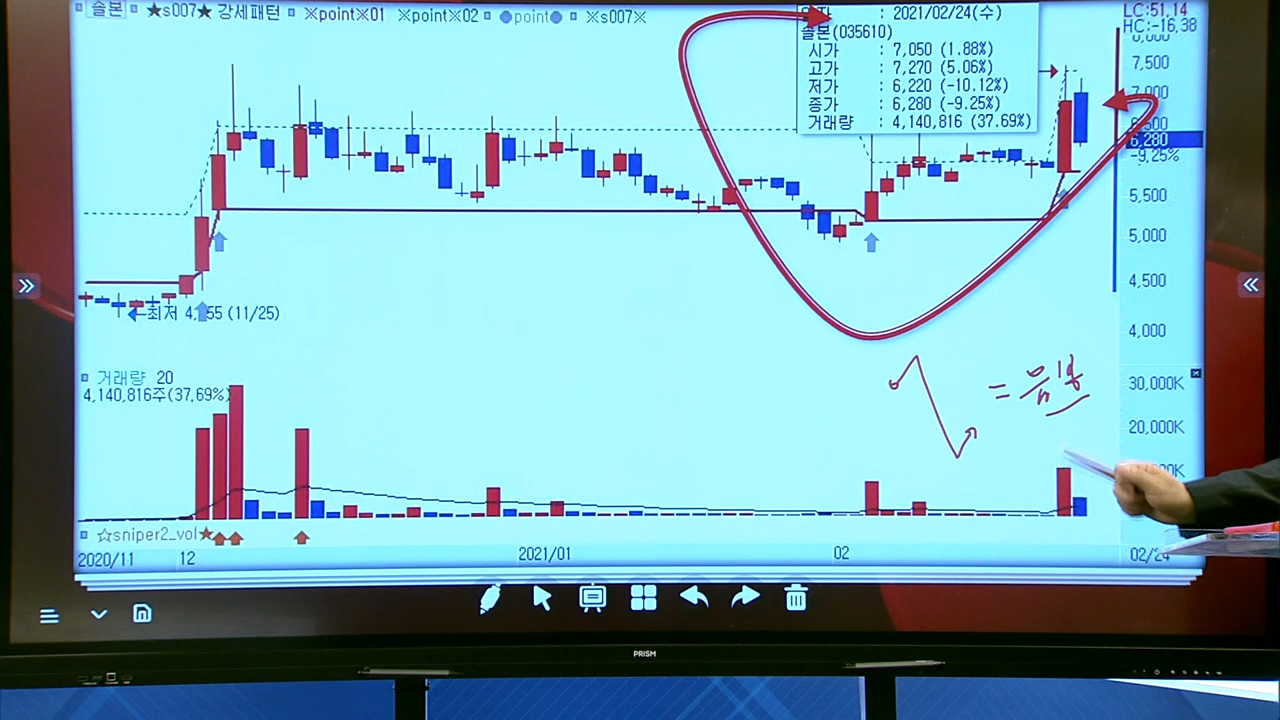 솔본 ★s007★ 강세패턴 ※point※01 ※point※02 ●point● ※s007※
: 2021/02/24(수)
솔본(035610)
시가 : 7,050 (1.88%)
고가 : 7,270 (5.06%)
저가 : 6,220 (-10.12%)
종가 : 6,280 (-9.25%)
거래량 : 4,140,816 (37.69%)
LC:51,14
HC:-16,38
8,000
7,500
7,000
6,280
-9.25%
5,500
5,000
4,500
4,000
←최저 4, 55 (11/25)
거래량 20
4,140,816주(37,69%)
30,000K
20,000K
☆sniper2_vol★
2020/11 12 2021/01 02 02/24
PRISM